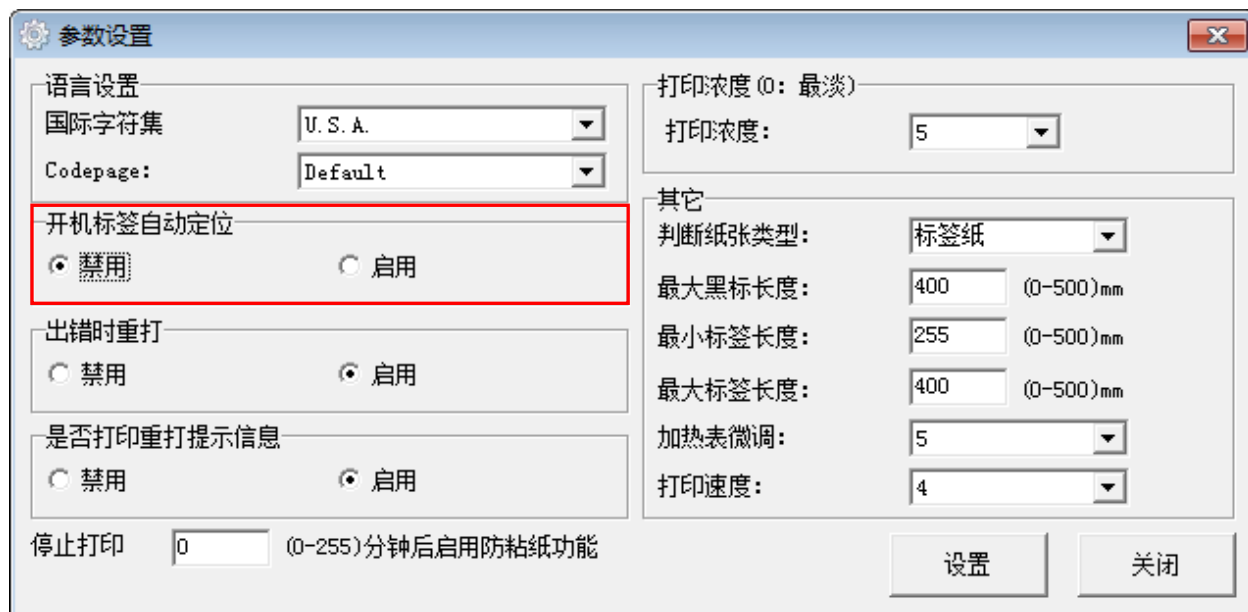 参数设置
语言设置
国际字符集 U.S.A.
Codepage: Default
开机标签自动定位
禁用 启用
出错时重打
禁用 启用
是否打印重打提示信息
禁用 启用
停止打印 0 (0-255)分钟后启用防粘纸功能
打印浓度(0: 最淡)
打印浓度: 5
其它
判断纸张类型: 标签纸
最大黑标长度: 400 (0-500)mm
最小标签长度: 255 (0-500)mm
最大标签长度: 400 (0-500)mm
加热表微调: 5
打印速度: 4
设置 关闭